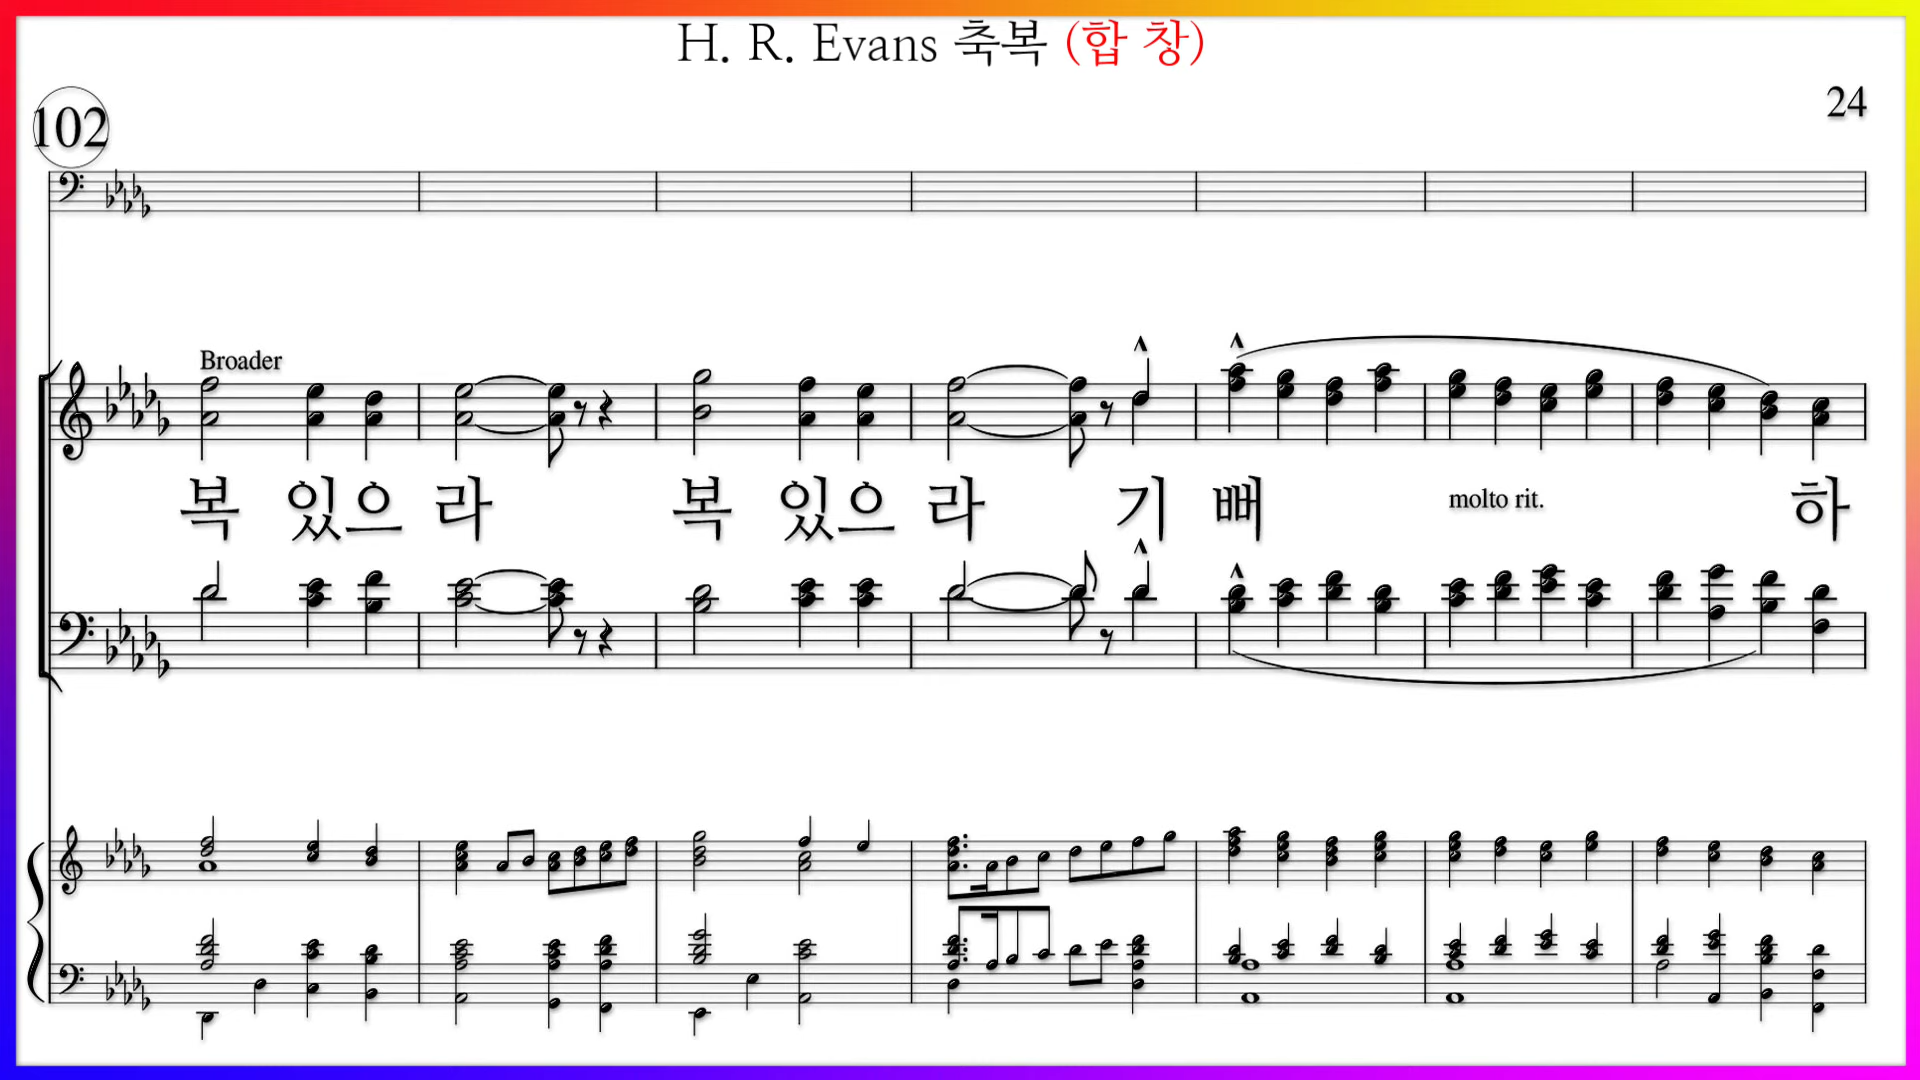 H. R. Evans 축복 (합 창)
24
102
Broader
복 있으 라 복 있으 라 기 뻐 하
molto rit.